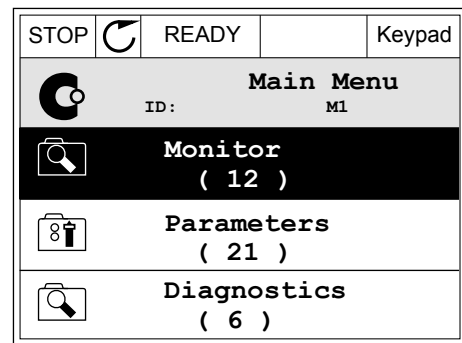 STOP READY Keypad
Main Menu
ID: M1
Monitor
( 12 )
Parameters
( 21 )
Diagnostics
( 6 )